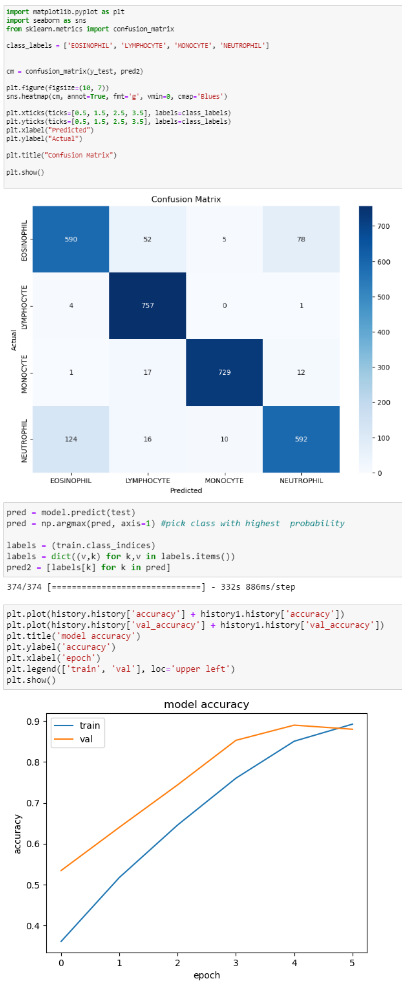 import matplotlib.pyplot as plt
import seaborn as sns
from sklearn.metrics import confusion_matrix
class_labels = ['EOSINOPHIL', 'LYMPHOCYTE', 'MONOCYTE', 'NEUTROPHIL']
cm = confusion_matrix(y_test, pred2)
plt.figure(figsize=(10, 7))
sns.heatmap(cm, annot=True, fmt='g', vmin=0, cmap='Blues')
plt.xticks(ticks=[0.5, 1.5, 2.5, 3.5], labels=class_labels)
plt.yticks(ticks=[0.5, 1.5, 2.5, 3.5], labels=class_labels)
plt.xlabel("Predicted")
plt.ylabel("Actual")
plt.title("Confusion Matrix")
plt.show()
Confusion Matrix
EOSINOPHIL 590 52 5 78
LYMPHOCYTE 4 757 0 1
MONOCYTE 1 17 729 12
NEUTROPHIL 124 16 10 592
Actual
EOSINOPHIL LYMPHOCYTE MONOCYTE NEUTROPHIL
Predicted
700
600
500
400
300
200
100
0
pred = model.predict(test)
pred = np.argmax(pred, axis=1) #pick class with highest  probability
labels = (train.class_indices)
labels = dict((v,k) for k,v in labels.items())
pred2 = [labels[k] for k in pred]
374/374 [==============================] - 332s 886ms/step
plt.plot(history.history['accuracy'] + history1.history['accuracy'])
plt.plot(history.history['val_accuracy'] + history1.history['val_accuracy'])
plt.title('model accuracy')
plt.ylabel('accuracy')
plt.xlabel('epoch')
plt.legend(['train', 'val'], loc='upper left')
plt.show()
model accuracy
train
val
0.9
0.8
0.7
0.6
0.5
0.4
accuracy
0 1 2 3 4 5
epoch